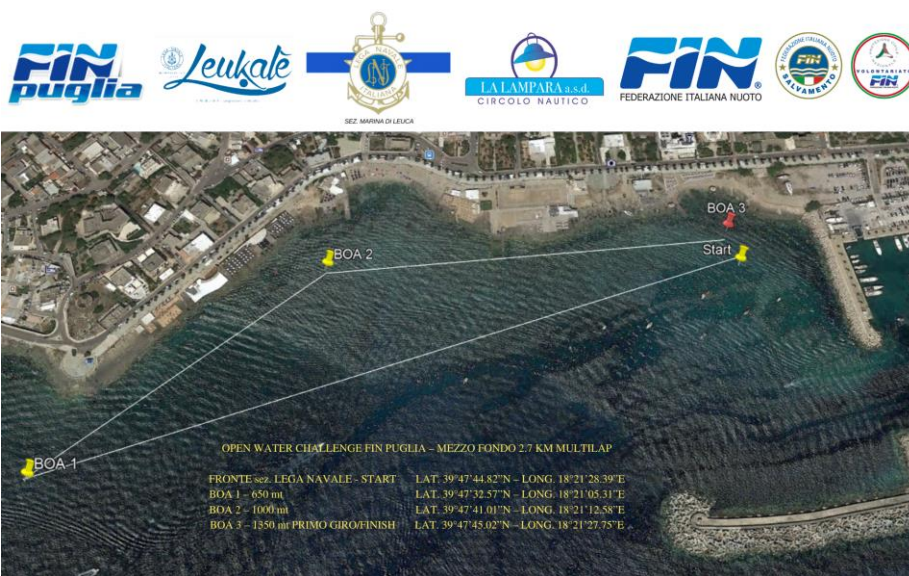 FIN
puglia
Leukalè
LEGA NAVALE
ITALIANA
SEZ. MARINA DI LEUCA
LA LAMPARA a.s.d.
CIRCOLO NAUTICO
FIN®
FEDERAZIONE ITALIANA NUOTO
FEDERAZIONE ITALIANA NUOTO
FIN
SALVAMENTO
VOLONTARIATO
FIN
BOA 3
Start
BOA 2
BOA 1
OPEN WATER CHALLENGE FIN PUGLIA – MEZZO FONDO 2.7 KM MULTILAP
FRONTE sez. LEGA NAVALE - START LAT. 39°47'44.82"N – LONG. 18°21'28.39"E
BOA 1 – 650 mt LAT. 39°47'32.57"N – LONG. 18°21'05.31"E
BOA 2 – 1000 mt LAT. 39°47'41.01"N – LONG. 18°21'12.58"E
BOA 3 – 1350 mt PRIMO GIRO/FINISH LAT. 39°47'45.02"N – LONG. 18°21'27.75"E